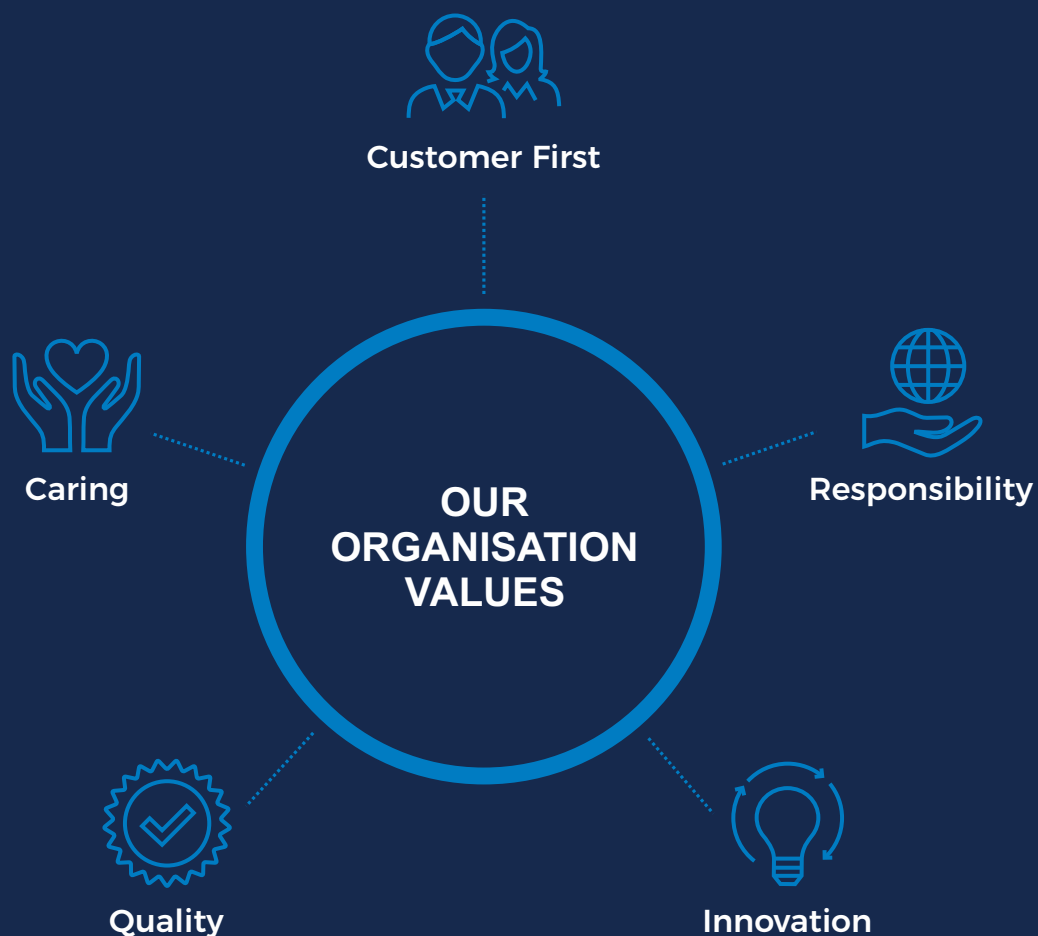 Customer First
Caring
Responsibility
OUR
ORGANISATION
VALUES
Quality
Innovation